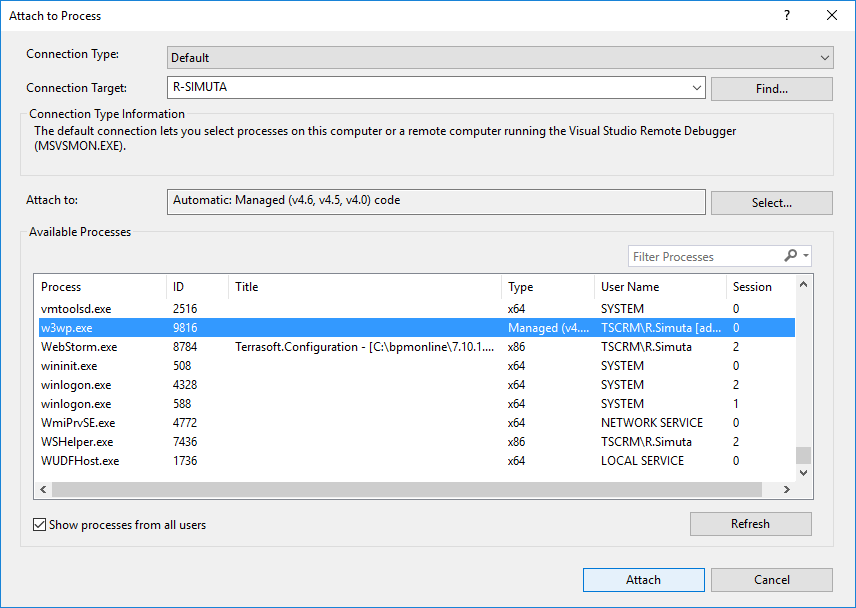 Attach to Process
?
Connection Type: Default
Connection Target: R-SIMUTA Find...
Connection Type Information
The default connection lets you select processes on this computer or a remote computer running the Visual Studio Remote Debugger
(MSVSMON.EXE).
Attach to: Automatic: Managed (v4.6, v4.5, v4.0) code Select...
Available Processes
Filter Processes
Process ID Title Type User Name Session
vmtoolsd.exe 2516 x64 SYSTEM 0
w3wp.exe 9816 Managed (v4.... TSCRM\R.Simuta [ad... 0
WebStorm.exe 8784 Terrasoft.Configuration - [C:\bpmonline\7.10.1.... x86 TSCRM\R.Simuta 2
wininit.exe 508 x64 SYSTEM 0
winlogon.exe 4328 x64 SYSTEM 2
winlogon.exe 588 x64 SYSTEM 1
WmiPrvSE.exe 4772 x64 NETWORK SERVICE 0
WSHelper.exe 7436 x86 TSCRM\R.Simuta 2
WUDFHost.exe 1736 x64 LOCAL SERVICE 0
Show processes from all users Refresh
Attach Cancel